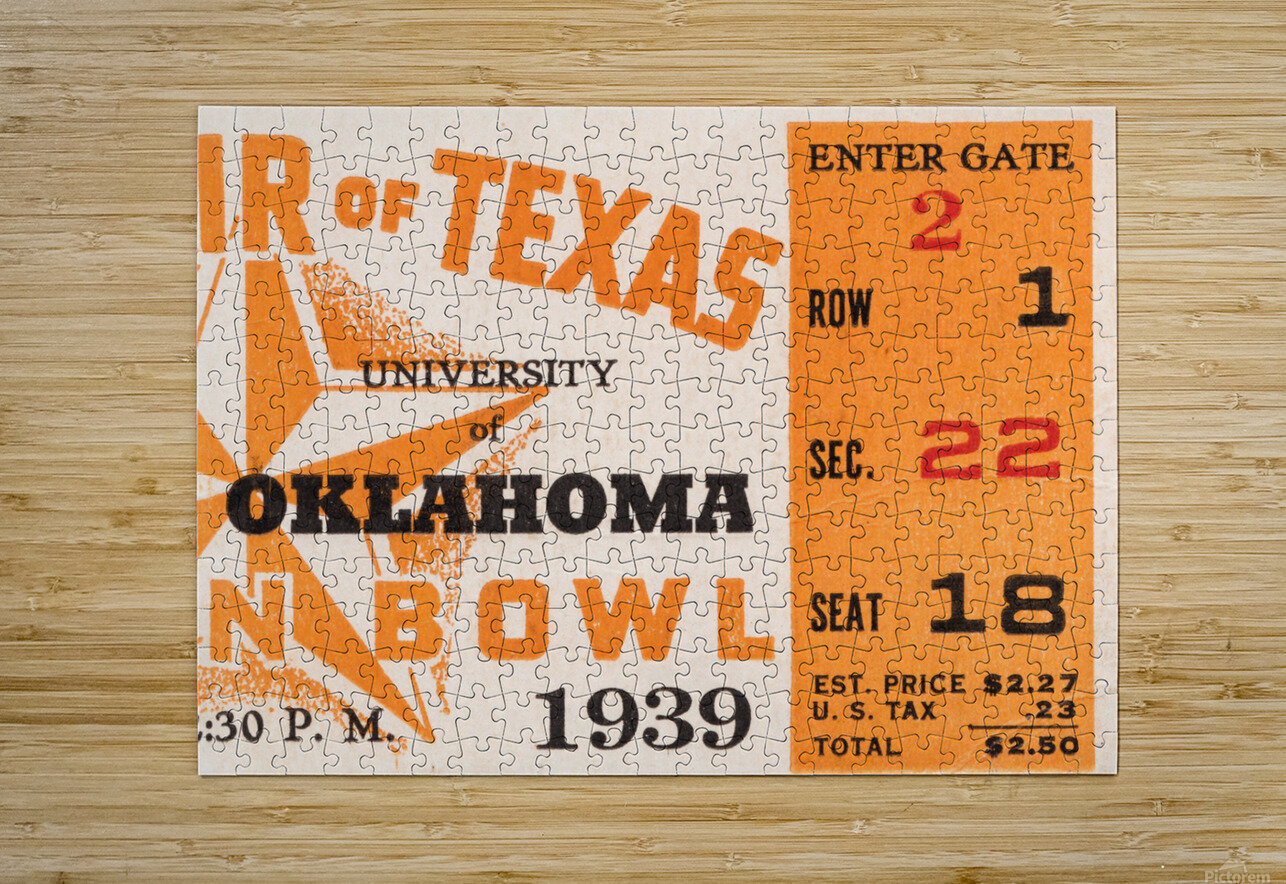 IR OF TEXAS
UNIVERSITY
of
OKLAHOMA
N BOWL
:30 P. M.
1939
ENTER GATE
2
ROW 1
SEC. 22
SEAT 18
EST. PRICE $2.27
U. S. TAX .23
TOTAL $2.50
Pictorem